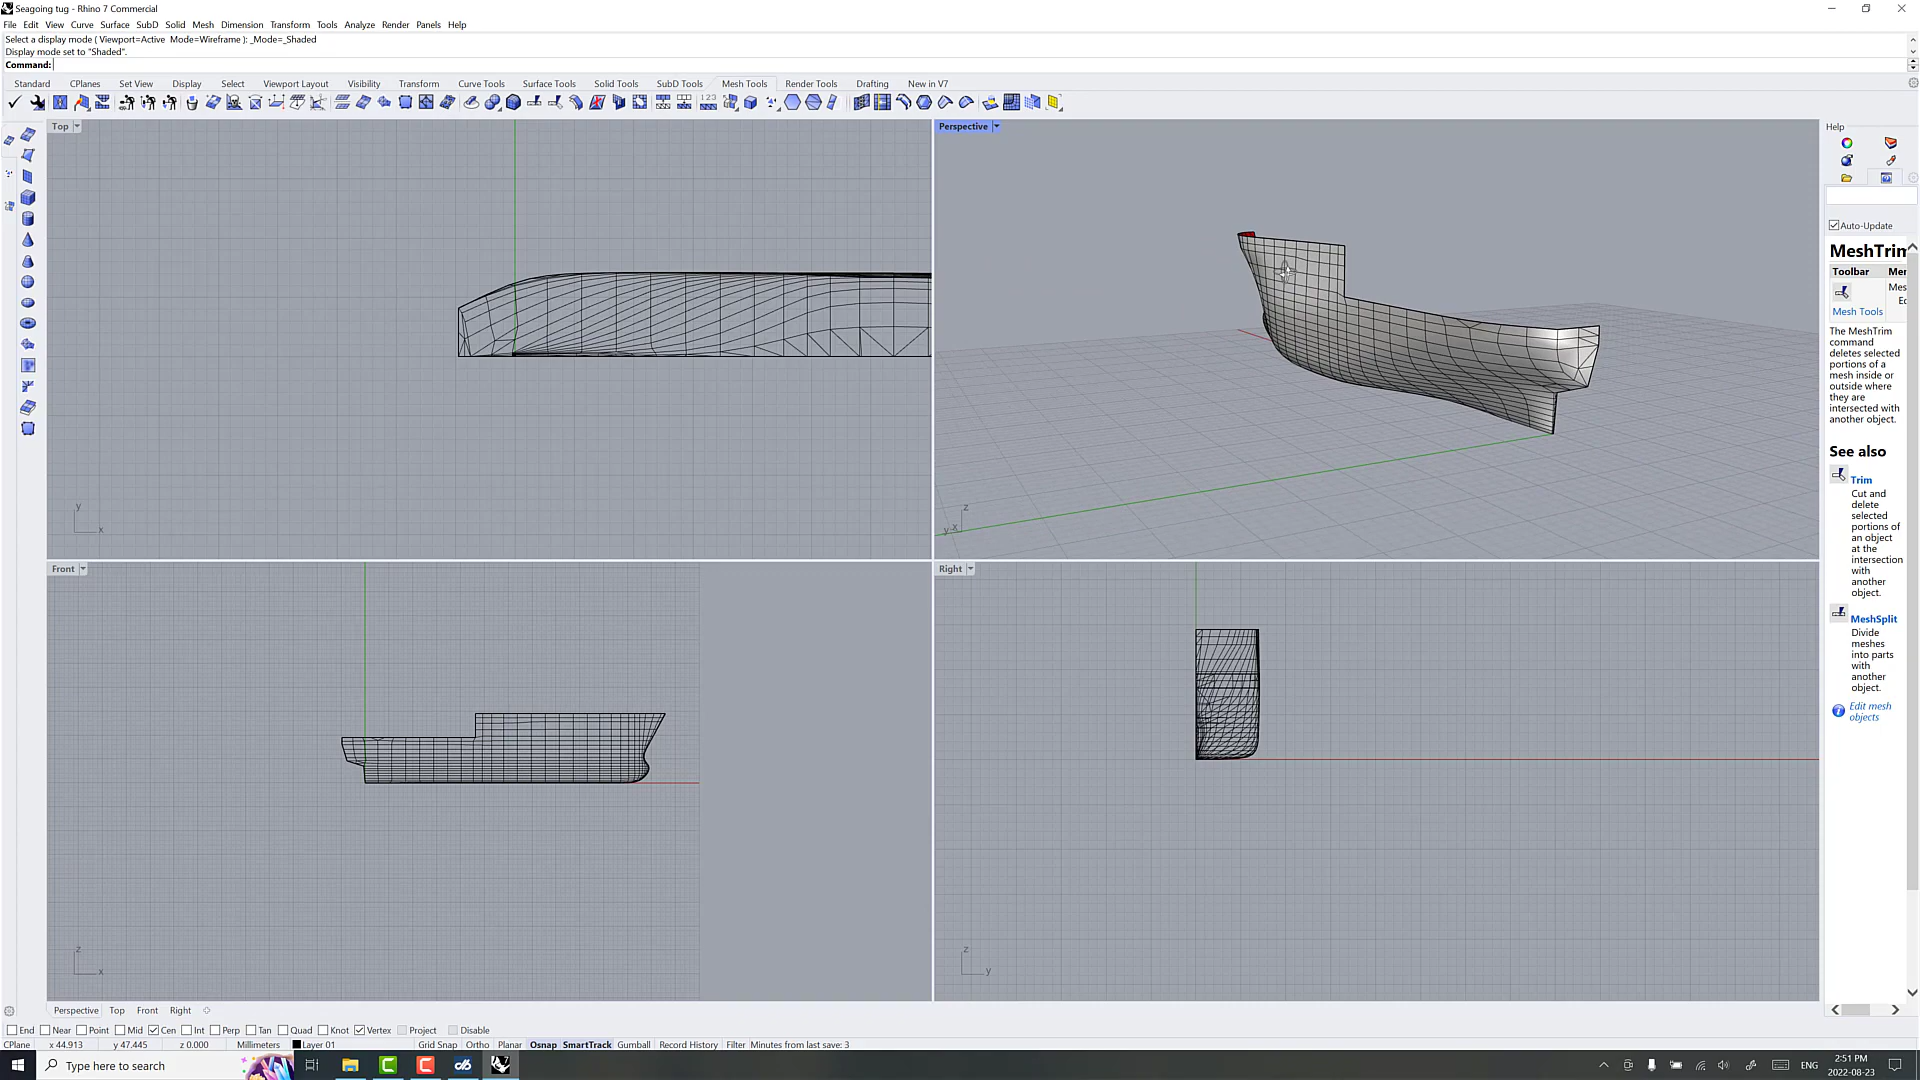 Seagoing tug - Rhino 7 Commercial
File Edit View Curve Surface SubD Solid Mesh Dimension Transform Tools Analyze Render Panels Help
Select a display mode ( Viewport=Active Mode=Wireframe ): _Mode=_Shaded
Display mode set to "Shaded".
Command:
Standard CPlanes Set View Display Select Viewport Layout Visibility Transform Curve Tools Surface Tools Solid Tools SubD Tools Mesh Tools Render Tools Drafting New in V7
Top
Perspective
Help
Auto-Update
MeshTrim
Toolbar Men
Mes
Ec
Mesh Tools
The MeshTrim
command
deletes selected
portions of a
mesh inside or
outside where
they are
intersected with
another object.
See also
Trim
Cut and
delete
selected
portions of
an object
at the
intersection
with
another
object.
MeshSplit
Divide
meshes
into parts
with
another
object.
Edit mesh
objects
y
x
z
y x
Front
Right
z
x
z
y
Perspective Top Front Right
End Near Point Mid Cen Int Perp Tan Quad Knot Vertex Project Disable
CPlane x 44.913 y 47.445 z 0.000 Millimeters Layer 01 Grid Snap Ortho Planar Osnap SmartTrack Gumball Record History Filter Minutes from last save: 3
Type here to search
ENG
2:51 PM
2022-08-23